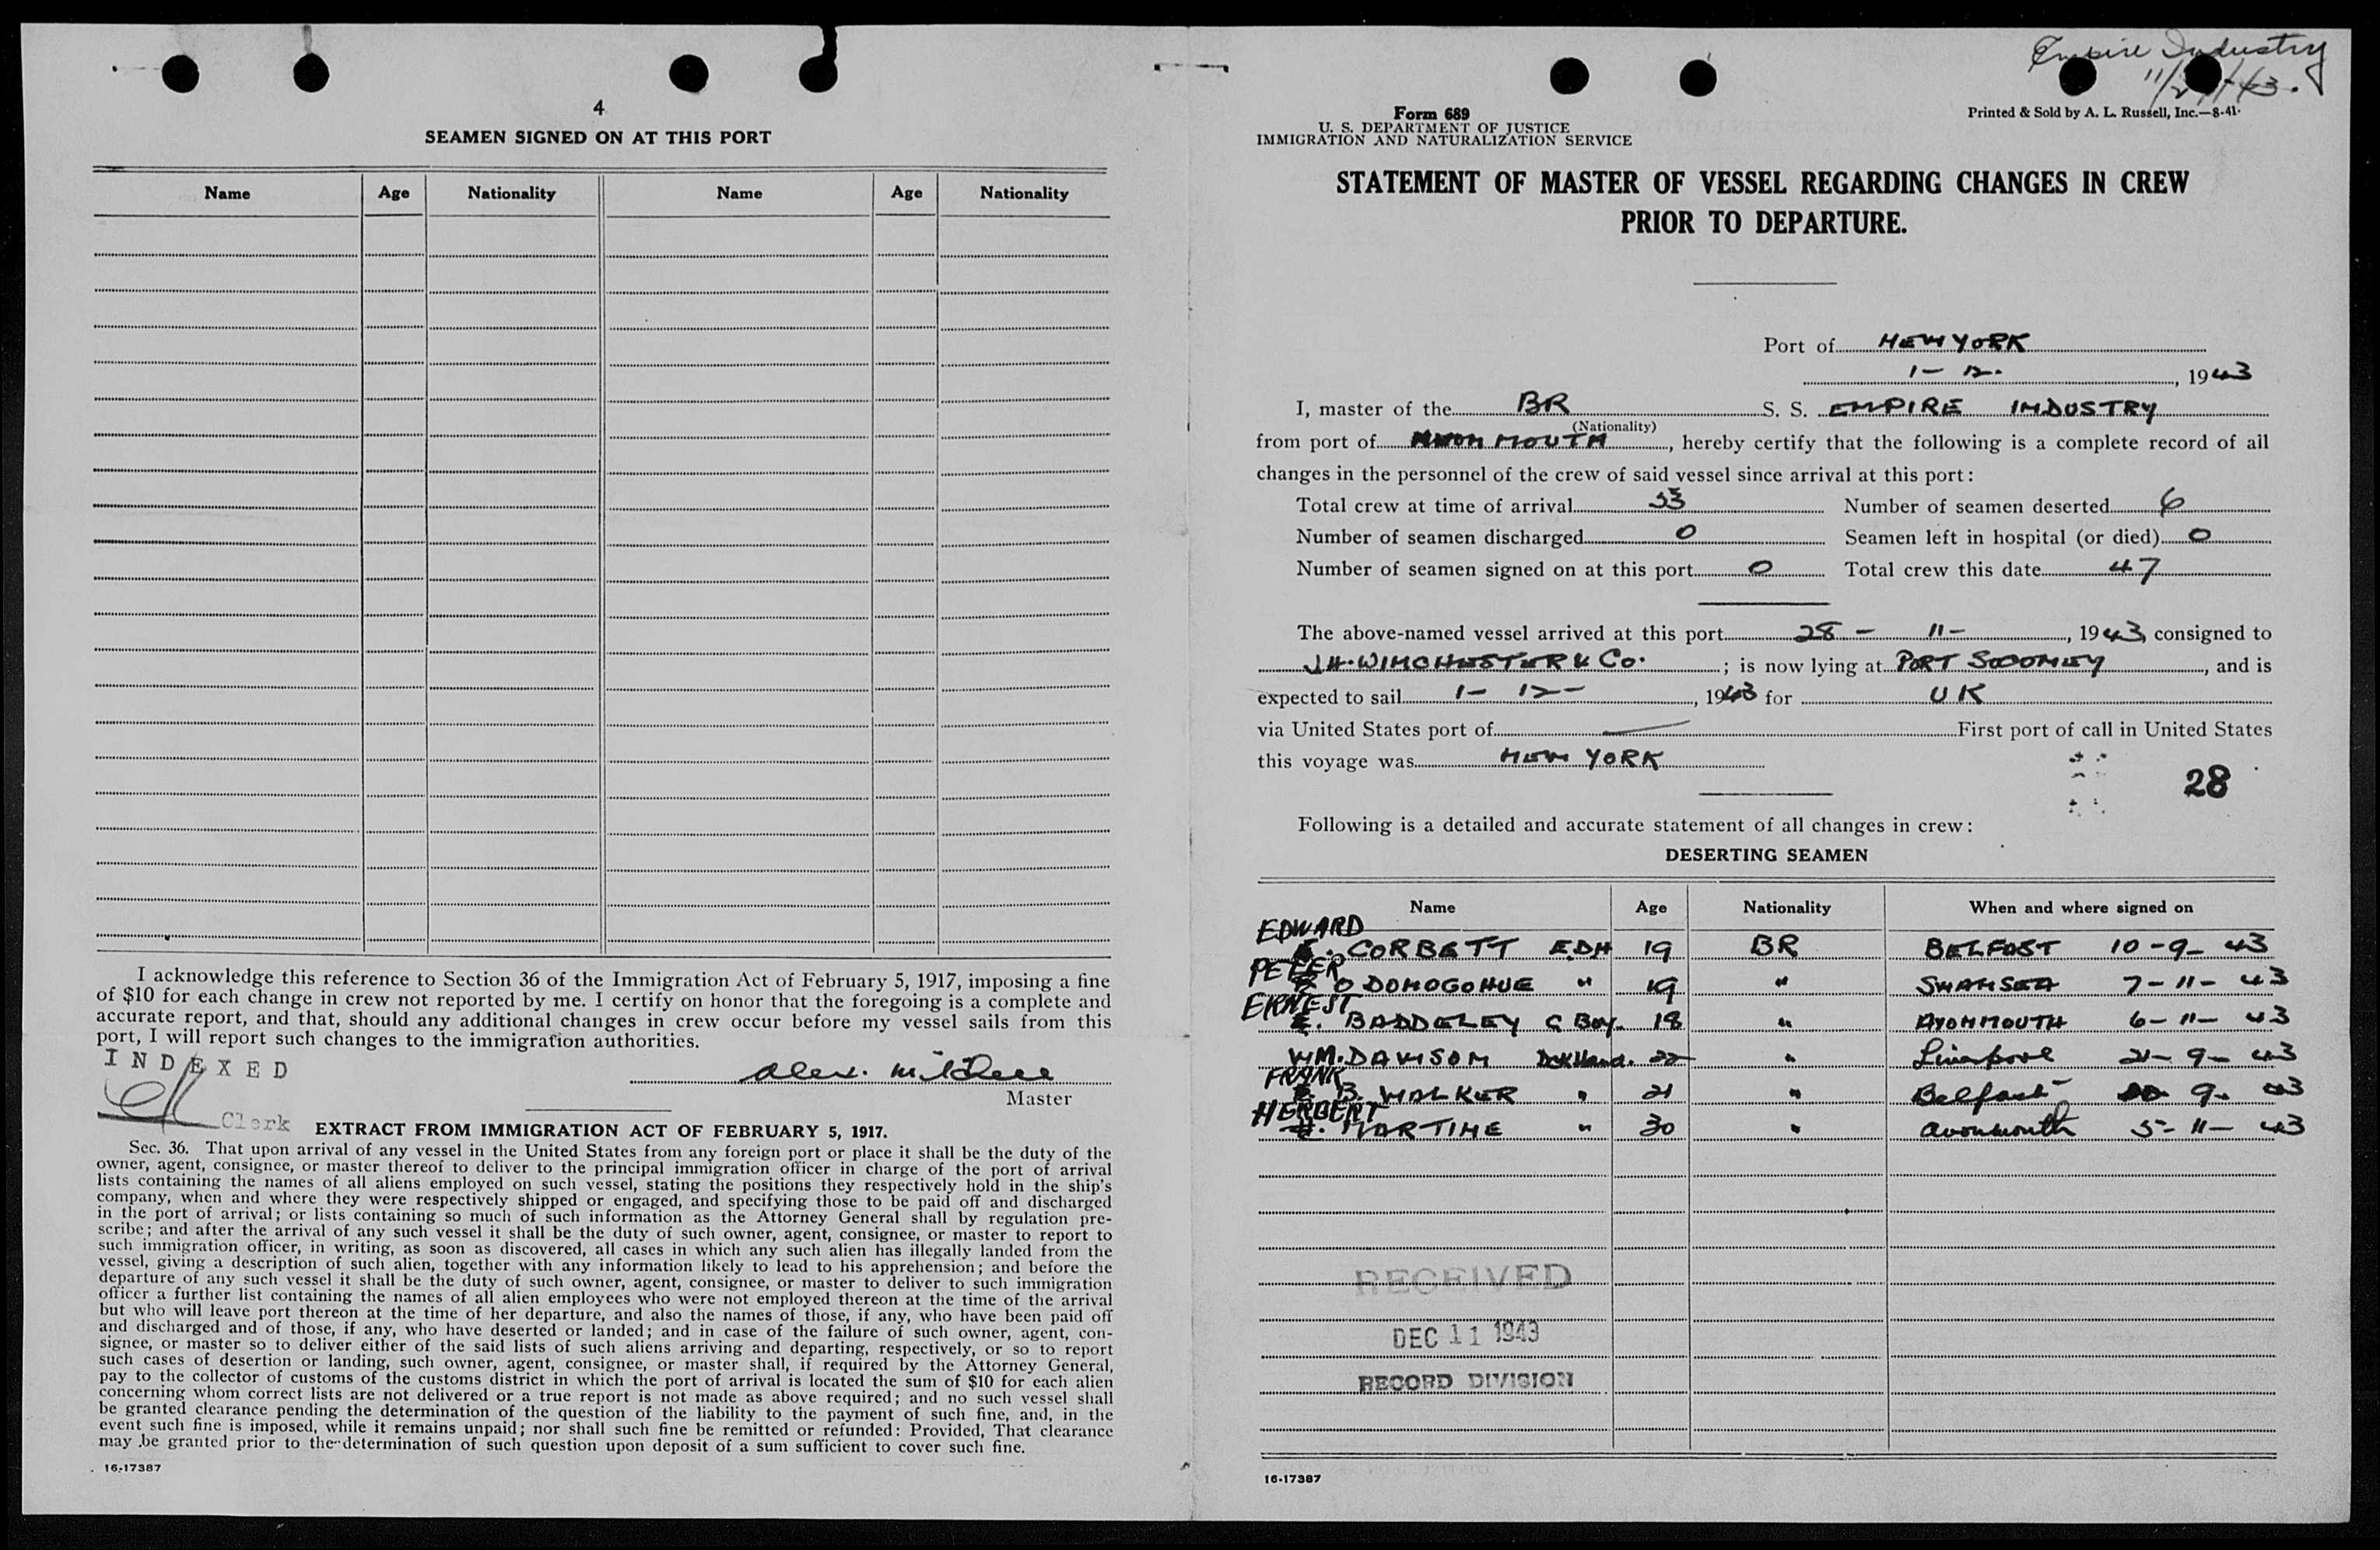 4
SEAMEN SIGNED ON AT THIS PORT
Name Age Nationality Name Age Nationality
I acknowledge this reference to Section 36 of the Immigration Act of February 5, 1917, imposing a fine
of $10 for each change in crew not reported by me. I certify on honor that the foregoing is a complete and
accurate report, and that, should any additional changes in crew occur before my vessel sails from this
port, I will report such changes to the immigration authorities.
INDEXED
Alex.
Master
Clerk
EXTRACT FROM IMMIGRATION ACT OF FEBRUARY 5, 1917.
Sec. 36. That upon arrival of any vessel in the United States from any foreign port or place it shall be the duty of the
owner, agent, consignee, or master thereof to deliver to the principal immigration officer in charge of the port of arrival
lists containing the names of all aliens employed on such vessel, stating the positions they respectively hold in the ship's
company, when and where they were respectively shipped or engaged, and specifying those to be paid off and discharged
in the port of arrival; or lists containing so much of such information as the Attorney General shall by regulation pre-
scribe; and after the arrival of any such vessel it shall be the duty of such owner, agent, consignee, or master to report to
such immigration officer, in writing, as soon as discovered, all cases in which any such alien has illegally landed from the
vessel, giving a description of such alien, together with any information likely to lead to his apprehension; and before the
departure of any such vessel it shall be the duty of such owner, agent, consignee, or master to deliver to such immigration
officer a further list containing the names of all alien employees who were not employed thereon at the time of the arrival
but who will leave port thereon at the time of her departure, and also the names of those, if any, who have been paid off
and discharged and of those, if any, who have deserted or landed; and in case of the failure of such owner, agent, con-
signee, or master so to deliver either of the said lists of such aliens arriving and departing, respectively, or so to report
such cases of desertion or landing, such owner, agent, consignee, or master shall, if required by the Attorney General,
pay to the collector of customs of the customs district in which the port of arrival is located the sum of $10 for each alien
concerning whom correct lists are not delivered or a true report is not made as above required; and no such vessel shall
be granted clearance pending the determination of the question of the liability to the payment of such fine, and, in the
event such fine is imposed, while it remains unpaid; nor shall such fine be remitted or refunded: Provided, That clearance
may be granted prior to the determination of such question upon deposit of a sum sufficient to cover such fine.
16-17387
Empire Industry
Form 689
U. S. DEPARTMENT OF JUSTICE
IMMIGRATION AND NATURALIZATION SERVICE
Printed & Sold by A. L. Russell, Inc.—8-41.
STATEMENT OF MASTER OF VESSEL REGARDING CHANGES IN CREW
PRIOR TO DEPARTURE.
Port of NEW YORK
1 - 12. , 1943
I, master of the BR S. S. EMPIRE INDUSTRY
(Nationality)
from port of AVONMOUTH, hereby certify that the following is a complete record of all
changes in the personnel of the crew of said vessel since arrival at this port:
Total crew at time of arrival 53 Number of seamen deserted 6
Number of seamen discharged 0 Seamen left in hospital (or died) 0
Number of seamen signed on at this port 0 Total crew this date 47
The above-named vessel arrived at this port 28 - 11 - , 1943, consigned to
J.H. WINCHESTER & Co. ; is now lying at PORT SOCONEY, and is
expected to sail 1 - 12 - , 1943 for UK
via United States port of — First port of call in United States
this voyage was NEW YORK
28
Following is a detailed and accurate statement of all changes in crew:
DESERTING SEAMEN
Name Age Nationality When and where signed on
EDWARD
E. CORBETT EDH 19 BR BELFAST 10-9-43
PETER
O DONOGOHUE " 19 " SWANSEA 7-11-43
ERNEST
E. BADDELEY G Boy. 18 " AVONMOUTH 6-11-43
WM. DAVISON Dk Hand. 22 " Liverpool 21-9-43
FRANK
B. WALKER " 21 " Belfast 9. 43
HERBERT
H. MARTINE " 30 " Avonmouth 5-11-43
RECEIVED
DEC 11 1943
RECORD DIVISION
16-17387